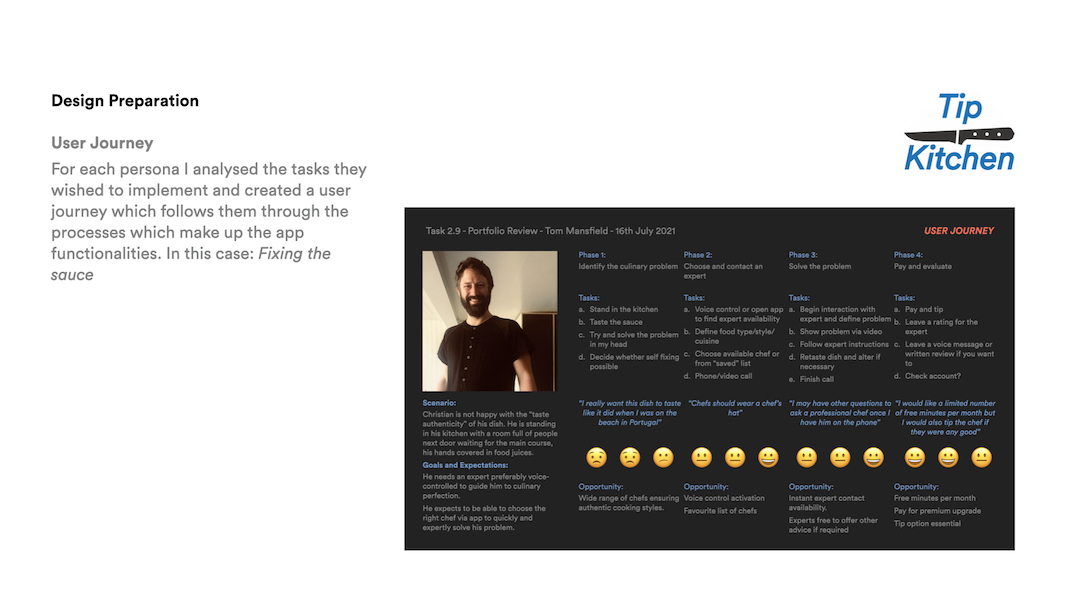 Design Preparation
User Journey
For each persona I analysed the tasks they
wished to implement and created a user
journey which follows them through the
processes which make up the app
functionalities. In this case: Fixing the
sauce
Tip
Kitchen
Task 2.9 - Portfolio Review - Tom Mansfield - 16th July 2021
USER JOURNEY
Scenario:
Christian is not happy with the "taste
authenticity" of his dish. He is standing
in his kitchen with a room full of people
next door waiting for the main course,
his hands covered in food juices.
Goals and Expectations:
He needs an expert preferably voice-
controlled to guide him to culinary
perfection.
He expects to be able to choose the
right chef via app to quickly and
expertly solve his problem.
Phase 1:
Identify the culinary problem
Tasks:
a. Stand in the kitchen
b. Taste the sauce
c. Try and solve the problem
in my head
d. Decide whether self fixing
possible
"I really want this dish to taste
like it did when I was on the
beach in Portugal"
Opportunity:
Wide range of chefs ensuring
authentic cooking styles.
Phase 2:
Choose and contact an
expert
Tasks:
a. Voice control or open app
to find expert availability
b. Define food type/style/
cuisine
c. Choose available chef or
from "saved" list
d. Phone/video call
"Chefs should wear a chef's
hat"
Opportunity:
Voice control activation
Favourite list of chefs
Phase 3:
Solve the problem
Tasks:
a. Begin interaction with
expert and define problem
b. Show problem via video
c. Follow expert instructions
d. Retaste dish and alter if
necessary
e. Finish call
"I may have other questions to
ask a professional chef once I
have him on the phone"
Opportunity:
Instant expert contact
availability.
Experts free to offer other
advice if required
Phase 4:
Pay and evaluate
Tasks:
a. Pay and tip
b. Leave a rating for the
expert
c. Leave a voice message or
written review if you want
to
d. Check account?
"I would like a limited number
of free minutes per month but
I would also tip the chef if
they were any good"
Opportunity:
Free minutes per month
Pay for premium upgrade
Tip option essential